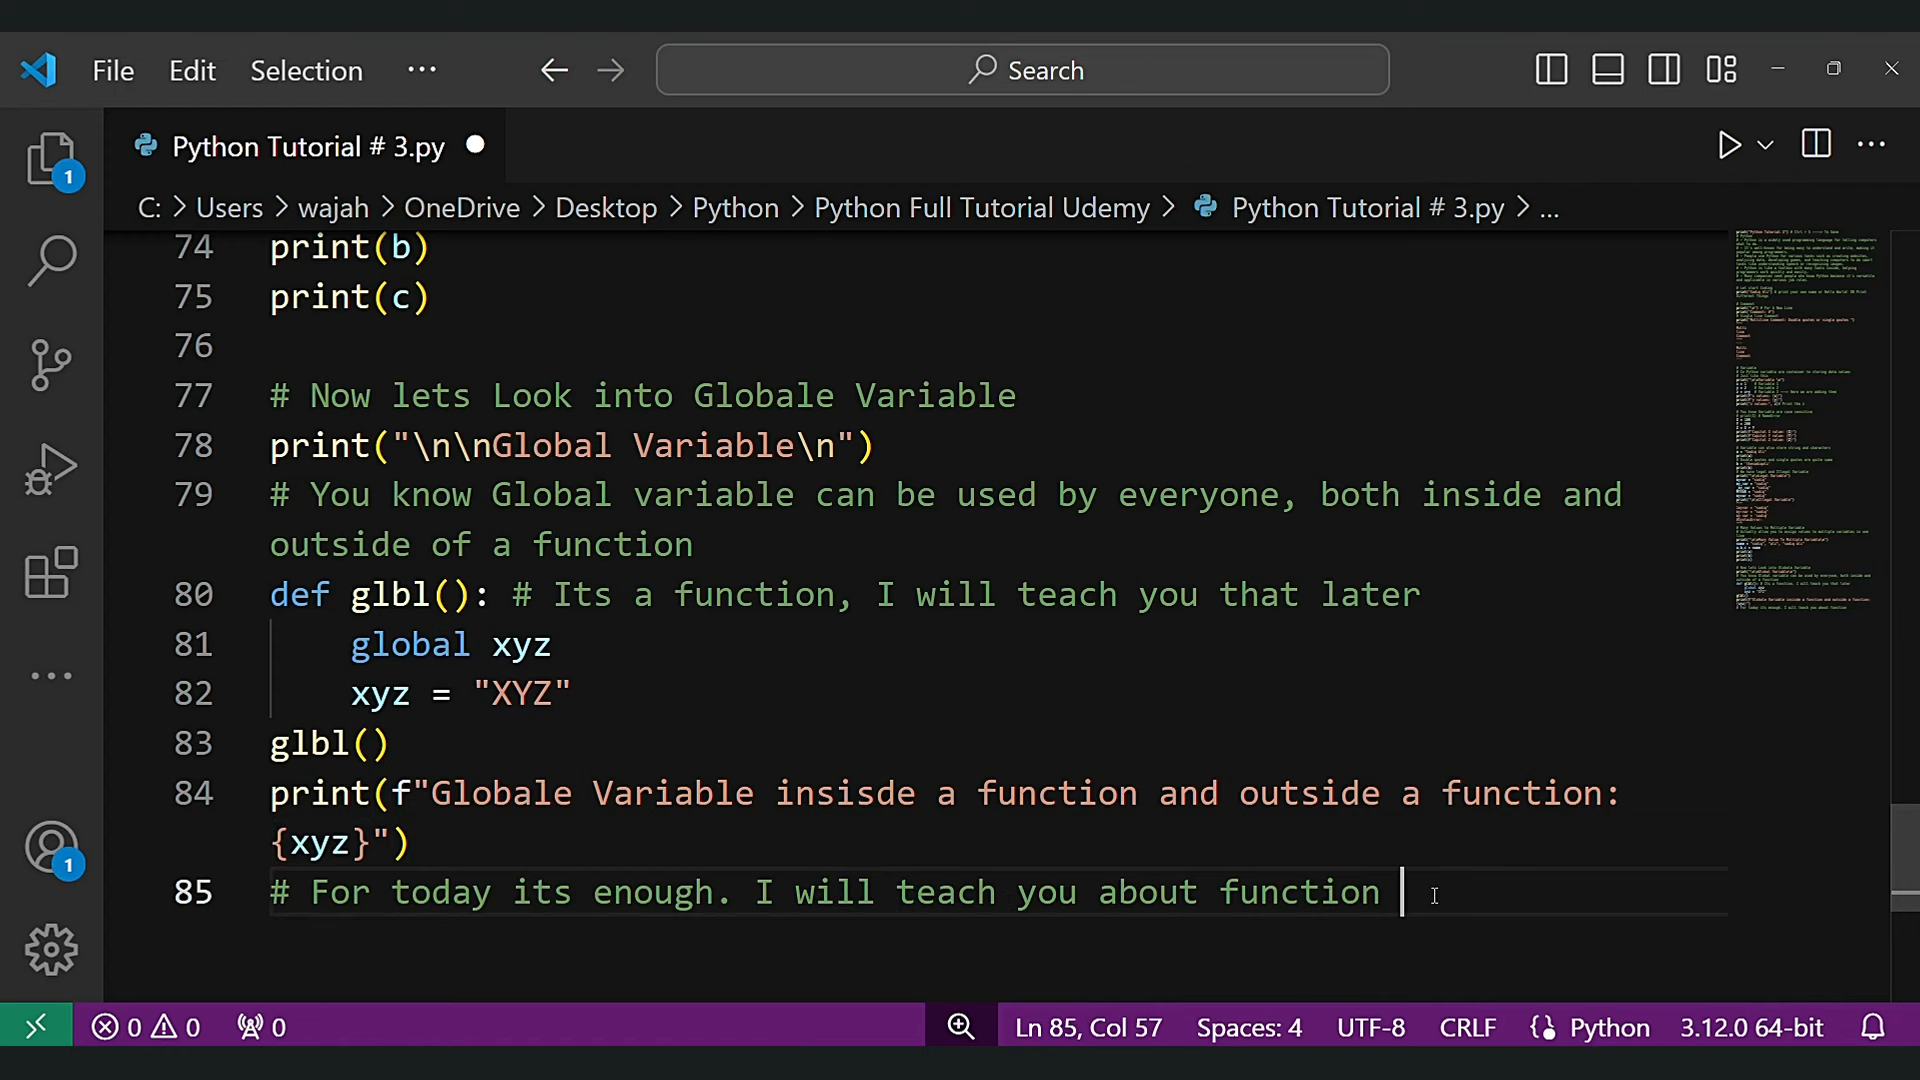 File Edit Selection ··· Search
Python Tutorial # 3.py
C: > Users > wajah > OneDrive > Desktop > Python > Python Full Tutorial Udemy > Python Tutorial # 3.py > ...
74 print(b)
75 print(c)
76
77 # Now lets Look into Globale Variable
78 print("\n\nGlobal Variable\n")
79 # You know Global variable can be used by everyone, both inside and
outside of a function
80 def glbl(): # Its a function, I will teach you that later
81 global xyz
82 xyz = "XYZ"
83 glbl()
84 print(f"Globale Variable insisde a function and outside a function:
{xyz}")
85 # For today its enough. I will teach you about function
1
1
0 0 0 Ln 85, Col 57 Spaces: 4 UTF-8 CRLF Python 3.12.0 64-bit